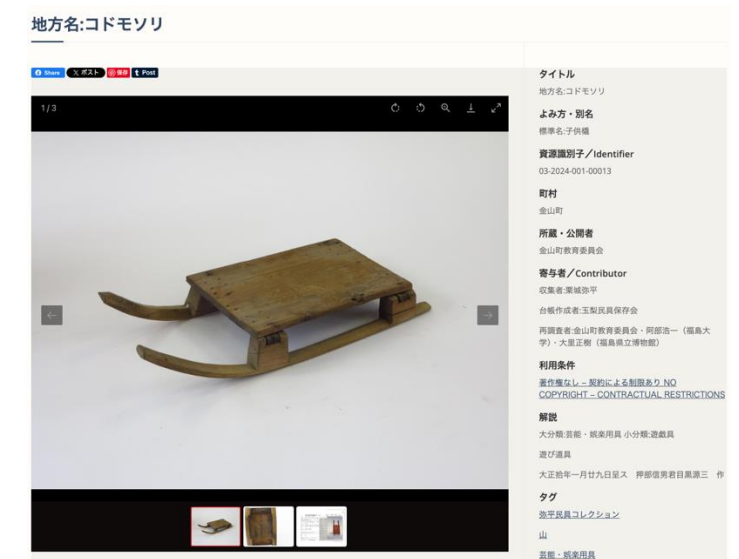 地方名:コドモソリ
Share
ポスト
保存
Post
1/3
タイトル
地方名:コドモソリ
よみ方・別名
標準名:子供橇
資源識別子／Identifier
03-2024-001-00013
町村
金山町
所蔵・公開者
金山町教育委員会
寄与者／Contributor
収集者:栗城弥平
台帳作成者:玉梨民具保存会
再調査者:金山町教育委員会・阿部浩一（福島大
学）・大里正樹（福島県立博物館）
利用条件
著作権なし – 契約による制限あり NO
COPYRIGHT – CONTRACTUAL RESTRICTIONS
解説
大分類:芸能・娯楽用具 小分類:遊戯具
遊び道具
大正拾年一月廿九日呈ス　押部信男君目黒源三　作
タグ
弥平民具コレクション
山
芸能・娯楽用具